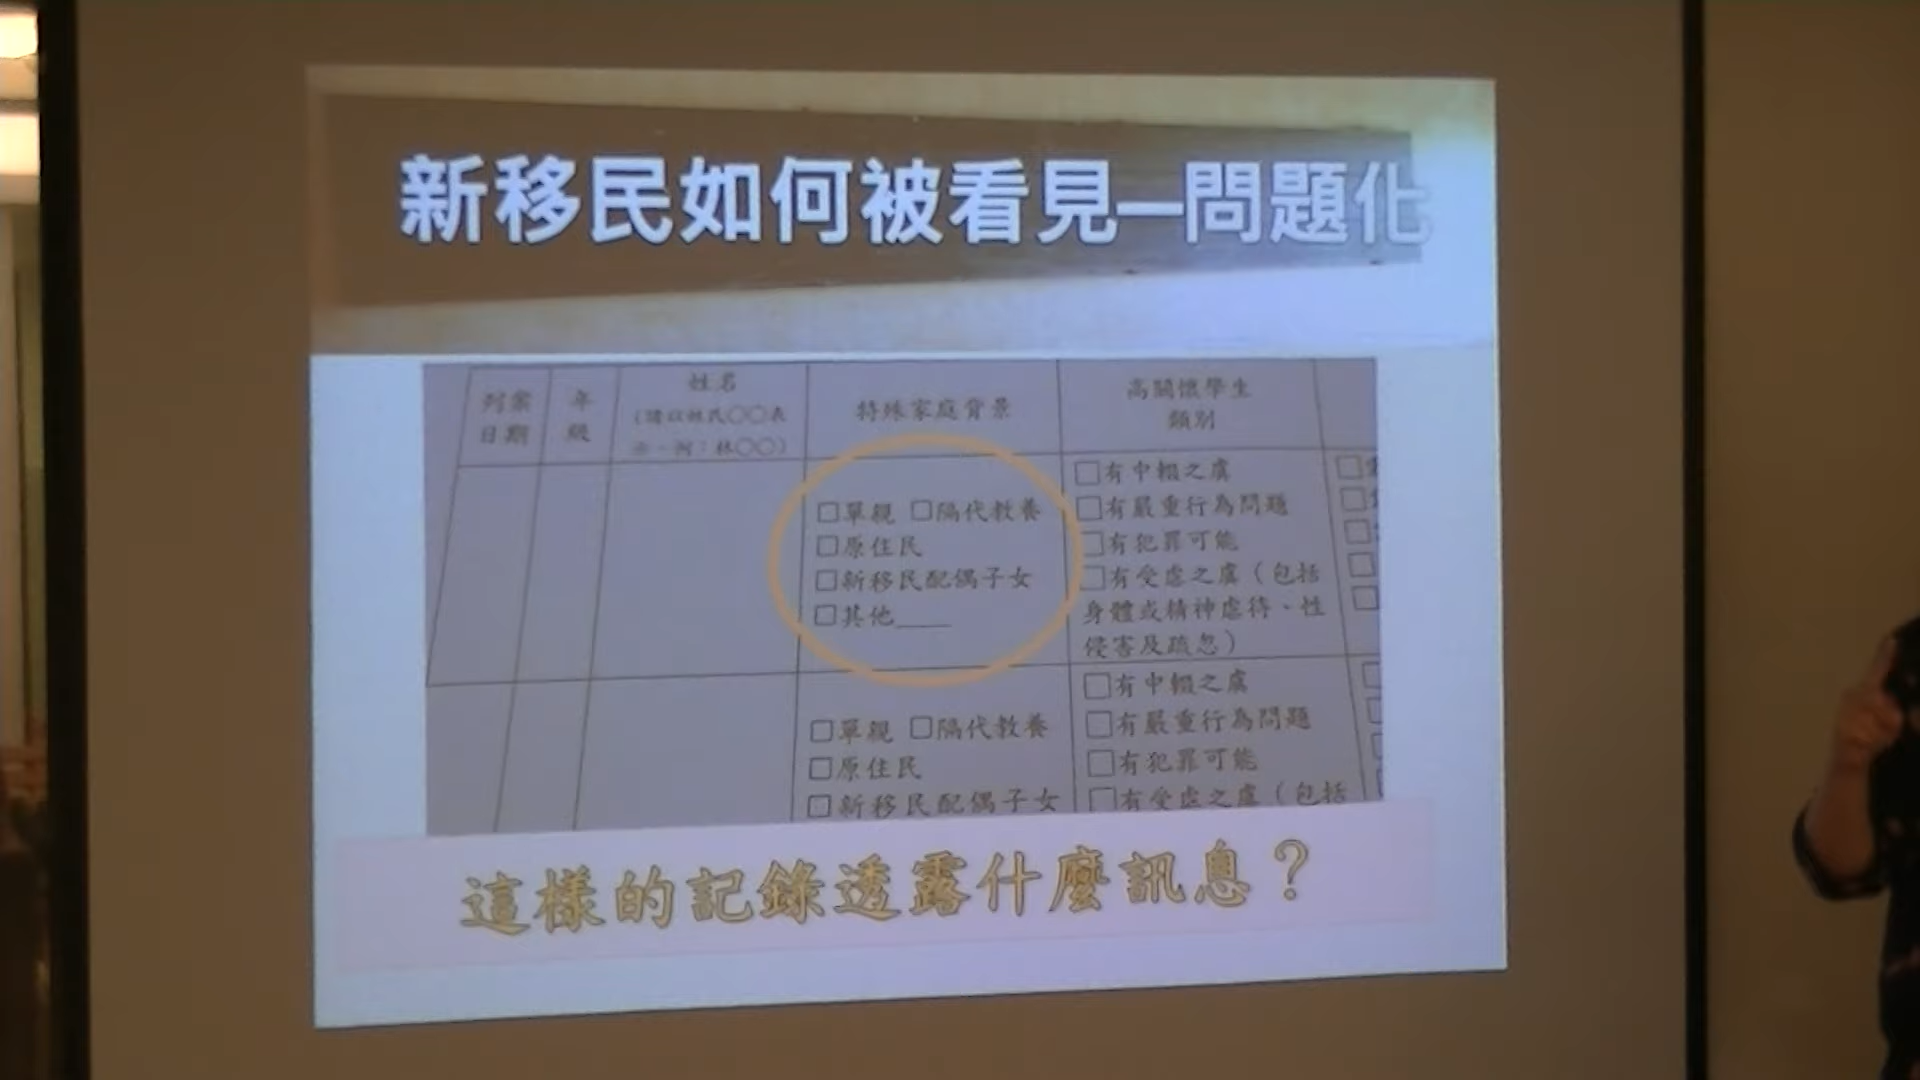 新移民如何被看見—問題化
列案日期
年級
姓名
(請以姓氏○○表示,例:林○○)
特殊家庭背景
高關懷學生
類別
□單親 □隔代教養
□原住民
□新移民配偶子女
□其他____
□有中輟之虞
□有嚴重行為問題
□有犯罪可能
□有受虐之虞(包括
身體或精神虐待、性
侵害及疏忽)
□單親 □隔代教養
□原住民
□新移民配偶子女
□有中輟之虞
□有嚴重行為問題
□有犯罪可能
□有受虐之虞(包括
這樣的記錄透露什麼訊息?